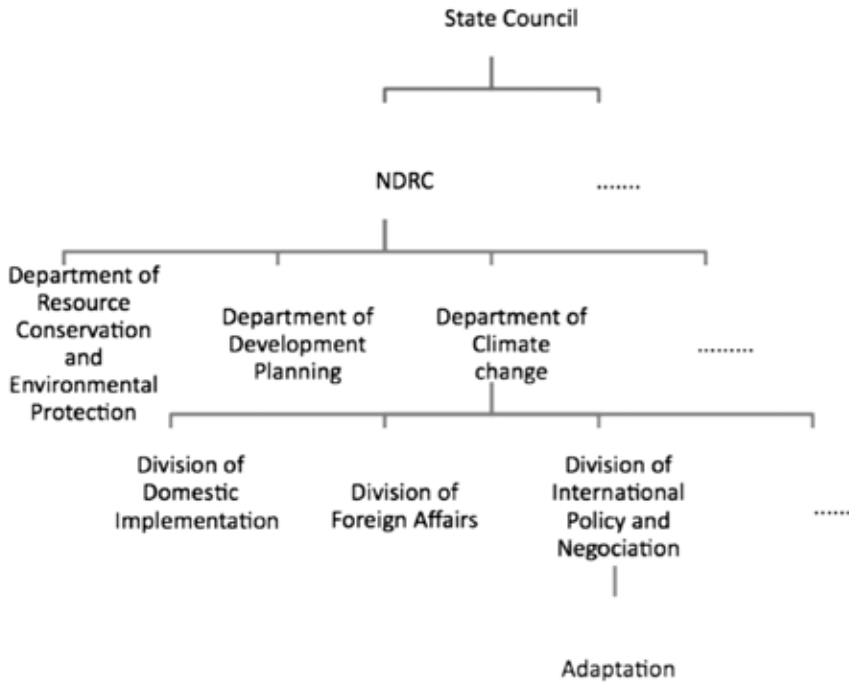 State Council
NDRC
.......
Department of
Resource
Conservation
and
Environmental
Protection
Department of
Development
Planning
Department of
Climate
change
.........
Division of
Domestic
Implementation
Division of
Foreign Affairs
Division of
International
Policy and
Negociation
......
Adaptation